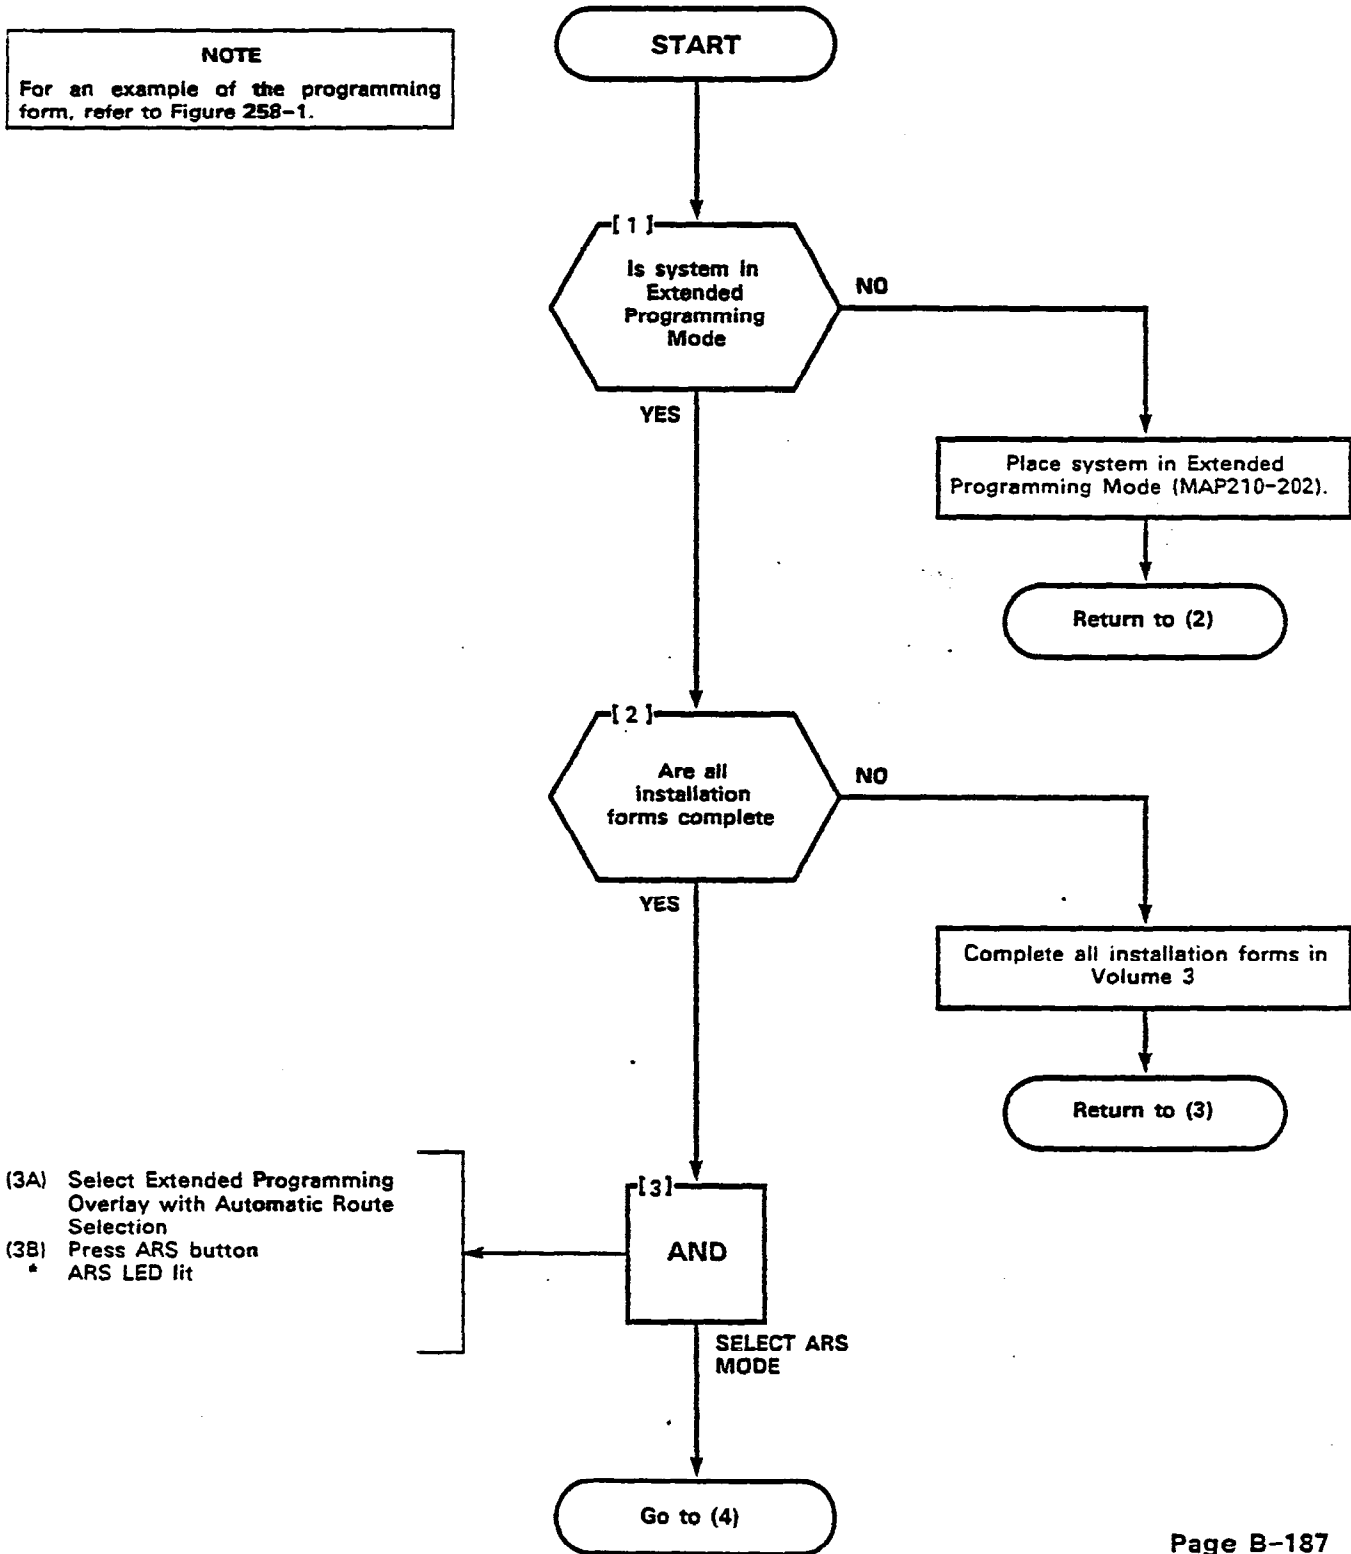 START
NOTE
For an example of the programming
form, refer to Figure 258-1.
[ 1 ]
Is system in
Extended
Programming
Mode
NO
YES
Place system in Extended
Programming Mode (MAP210-202).
Return to (2)
[ 2 ]
Are all
installation
forms complete
NO
YES
Complete all installation forms in
Volume 3
Return to (3)
(3A) Select Extended Programming
Overlay with Automatic Route
Selection
(3B) Press ARS button
* ARS LED lit
[3]
AND
SELECT ARS
MODE
Go to (4)
Page B-187